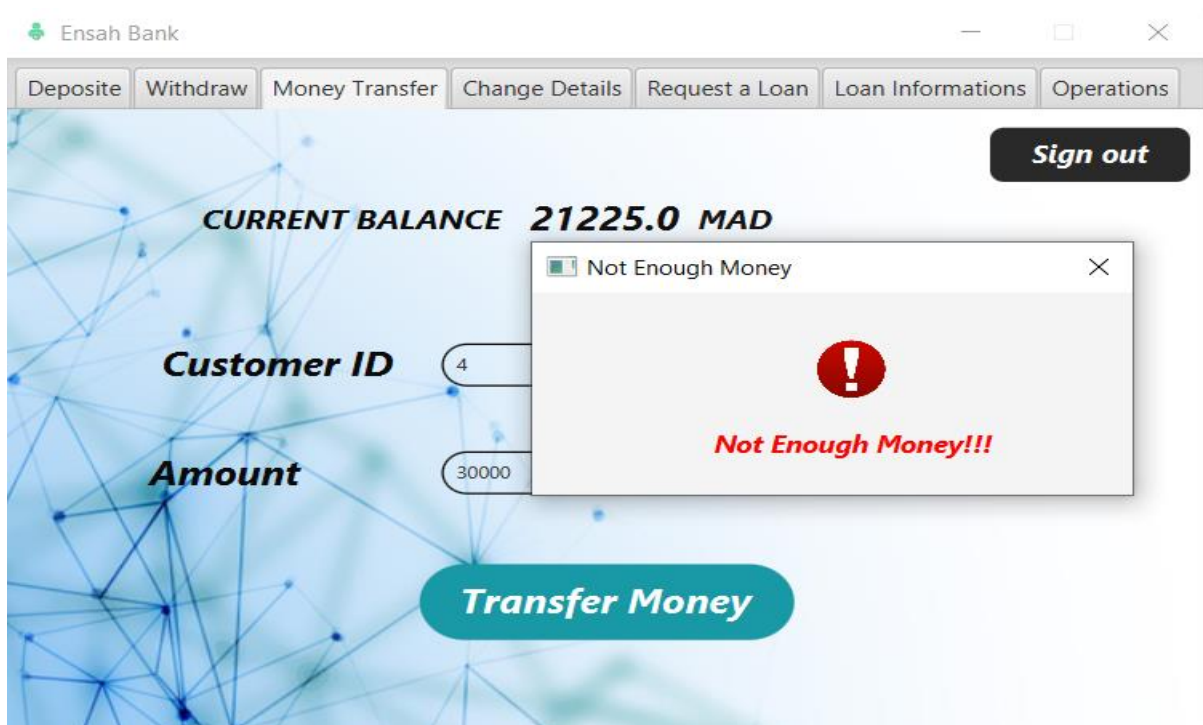 Ensah Bank
Deposite Withdraw Money Transfer Change Details Request a Loan Loan Informations Operations
Sign out
CURRENT BALANCE 21225.0 MAD
Not Enough Money
Customer ID 4
Not Enough Money!!!
Amount 30000
Transfer Money